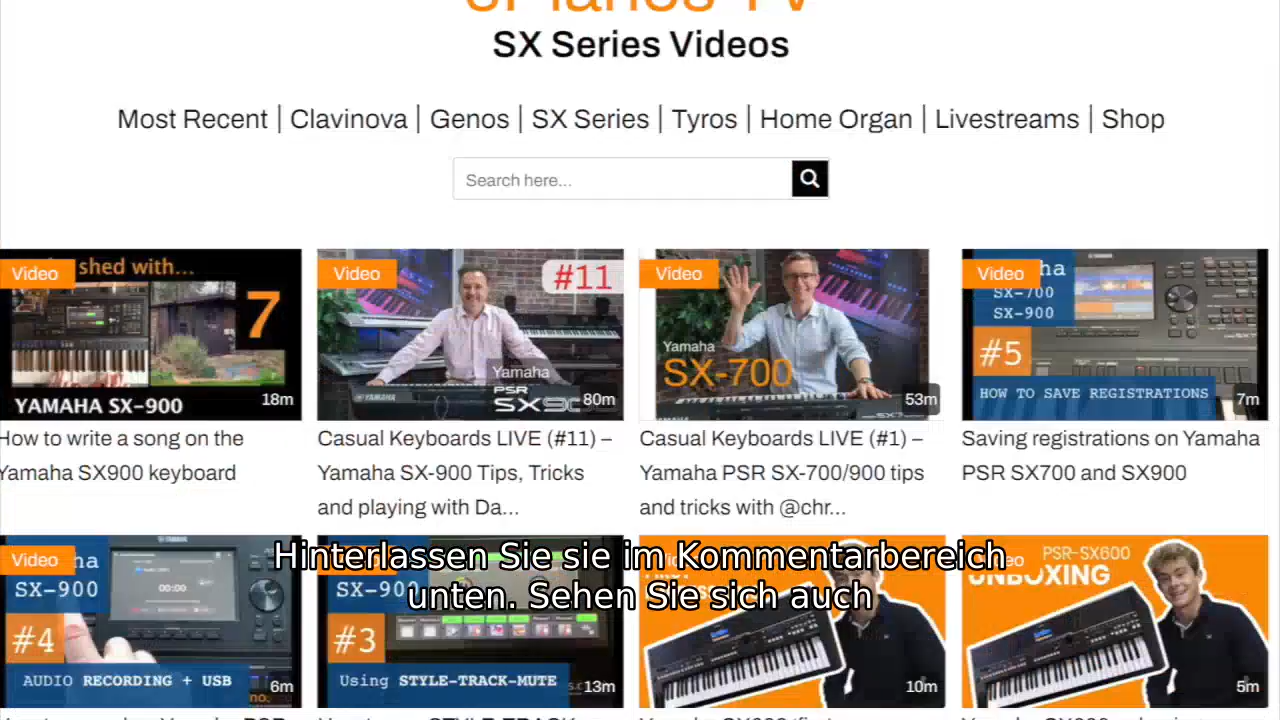 SX Series Videos
Most Recent | Clavinova | Genos | SX Series | Tyros | Home Organ | Livestreams | Shop
Search here...
Video
shed with...
7
YAMAHA SX-900
18m
Video
#11
Yamaha
PSR
80m
Video
Yamaha
SX-700
53m
Video
SX-700
SX-900
#5
HOW TO SAVE REGISTRATIONS
7m
How to write a song on the
Yamaha SX900 keyboard
Casual Keyboards LIVE (#11) –
Yamaha SX-900 Tips, Tricks
and playing with Da...
Casual Keyboards LIVE (#1) –
Yamaha PSR SX-700/900 tips
and tricks with @chr...
Saving registrations on Yamaha
PSR SX700 and SX900
Video
SX-900
00:00
#4
AUDIO RECORDING + USB
6m
SX-900
#3
Using STYLE-TRACK-MUTE
13m
10m
PSR-SX600
UNBOXING
5m
Hinterlassen Sie sie im Kommentarbereich
unten. Sehen Sie sich auch